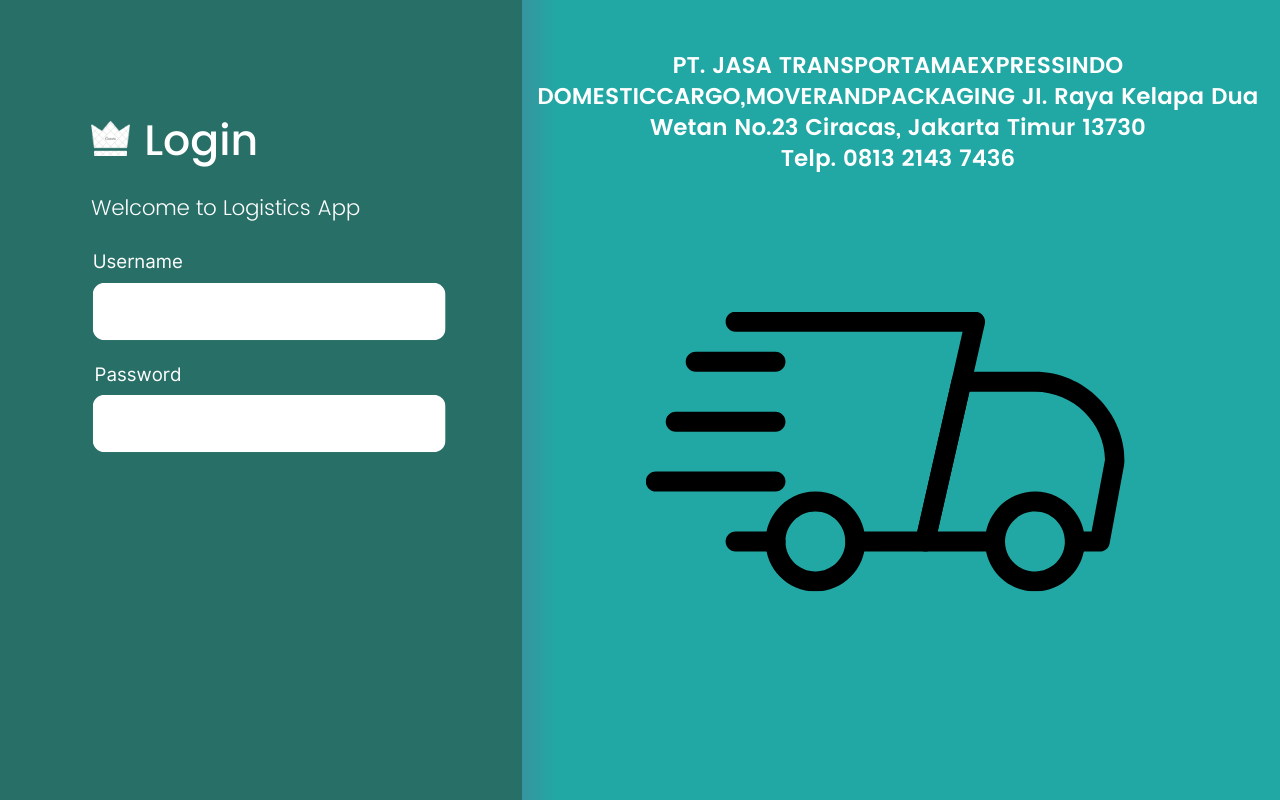 Login
Welcome to Logistics App
Username
Password
PT. JASA TRANSPORTAMAEXPRESSINDO
DOMESTICCARGO,MOVERANDPACKAGING JI. Raya Kelapa Dua
Wetan No.23 Ciracas, Jakarta Timur 13730
Telp. 0813 2143 7436